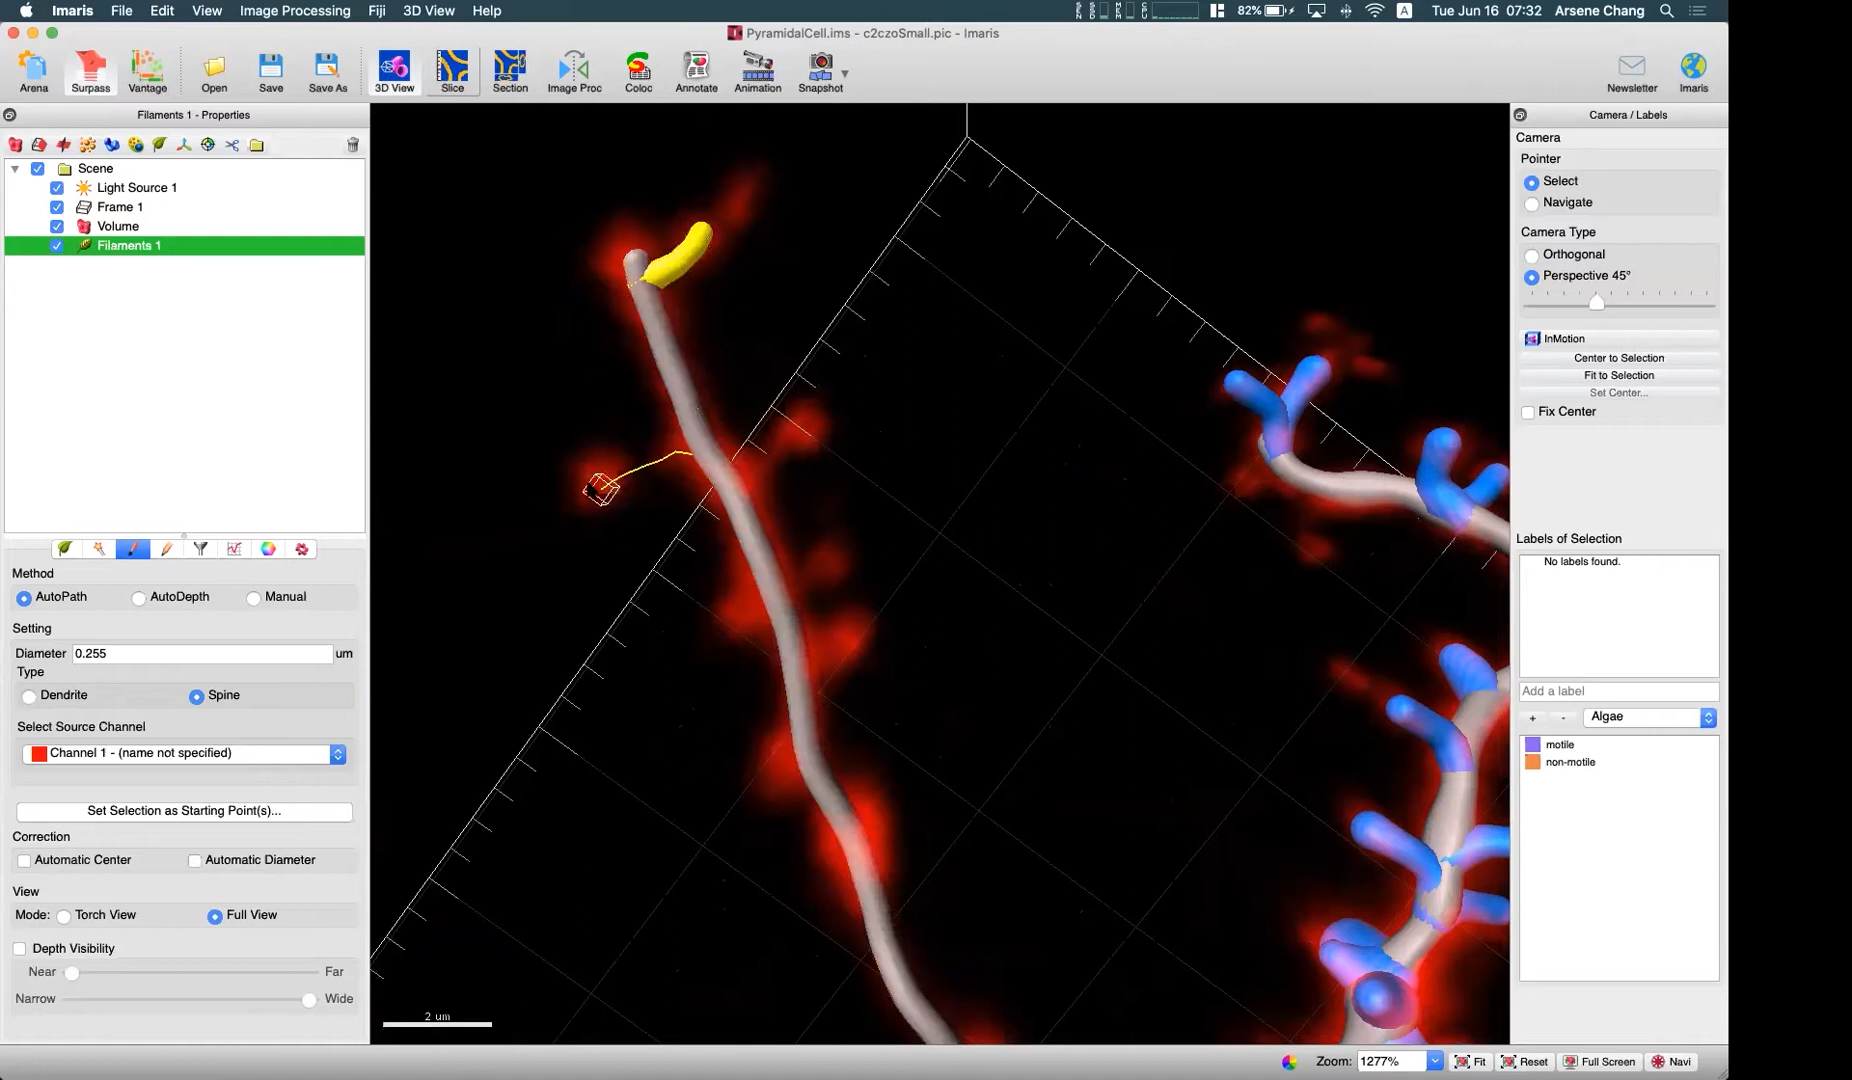 Imaris File Edit View Image Processing Fiji 3D View Help 82% A Tue Jun 16 07:32 Arsene Chang
PyramidalCell.ims - c2czoSmall.pic - Imaris
Arena Surpass Vantage Open Save Save As 3D View Slice Section Image Proc Coloc Annotate Animation Snapshot Newsletter Imaris
Filaments 1 - Properties
Scene
Light Source 1
Frame 1
Volume
Filaments 1
Method
AutoPath AutoDepth Manual
Setting
Diameter 0.255 um
Type
Dendrite Spine
Select Source Channel
Channel 1 - (name not specified)
Set Selection as Starting Point(s)...
Correction
Automatic Center Automatic Diameter
View
Mode: Torch View Full View
Depth Visibility
Near Far
Narrow Wide
2 um
Camera / Labels
Camera
Pointer
Select
Navigate
Camera Type
Orthogonal
Perspective 45°
InMotion
Center to Selection
Fit to Selection
Set Center...
Fix Center
Labels of Selection
No labels found.
Add a label
+ - Algae
motile
non-motile
Zoom: 1277% Fit Reset Full Screen Navi